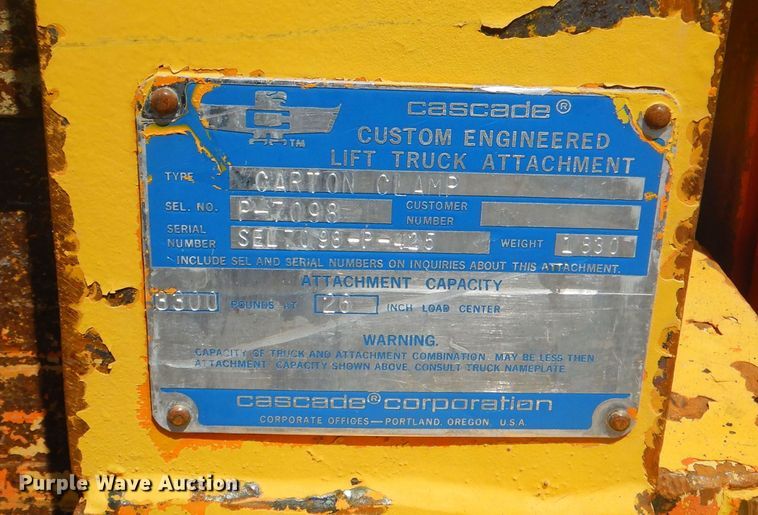 cascade®
CUSTOM ENGINEERED
TM
LIFT TRUCK ATTACHMENT
TYPE CARTON CLAMP
SEL. NO. P-7098 CUSTOMER NUMBER
SERIAL NUMBER SEL7098-P-425 WEIGHT
INCLUDE SEL AND SERIAL NUMBERS ON INQUIRIES ABOUT THIS ATTACHMENT.
ATTACHMENT CAPACITY
3300 POUNDS AT 26 INCH LOAD CENTER
WARNING.
CAPACITY OF TRUCK AND ATTACHMENT COMBINATION MAY BE LESS THEN
ATTACHMENT CAPACITY SHOWN ABOVE. CONSULT TRUCK NAMEPLATE.
cascade® corporation
CORPORATE OFFICES—PORTLAND, OREGON, U.S.A.
Purple Wave Auction